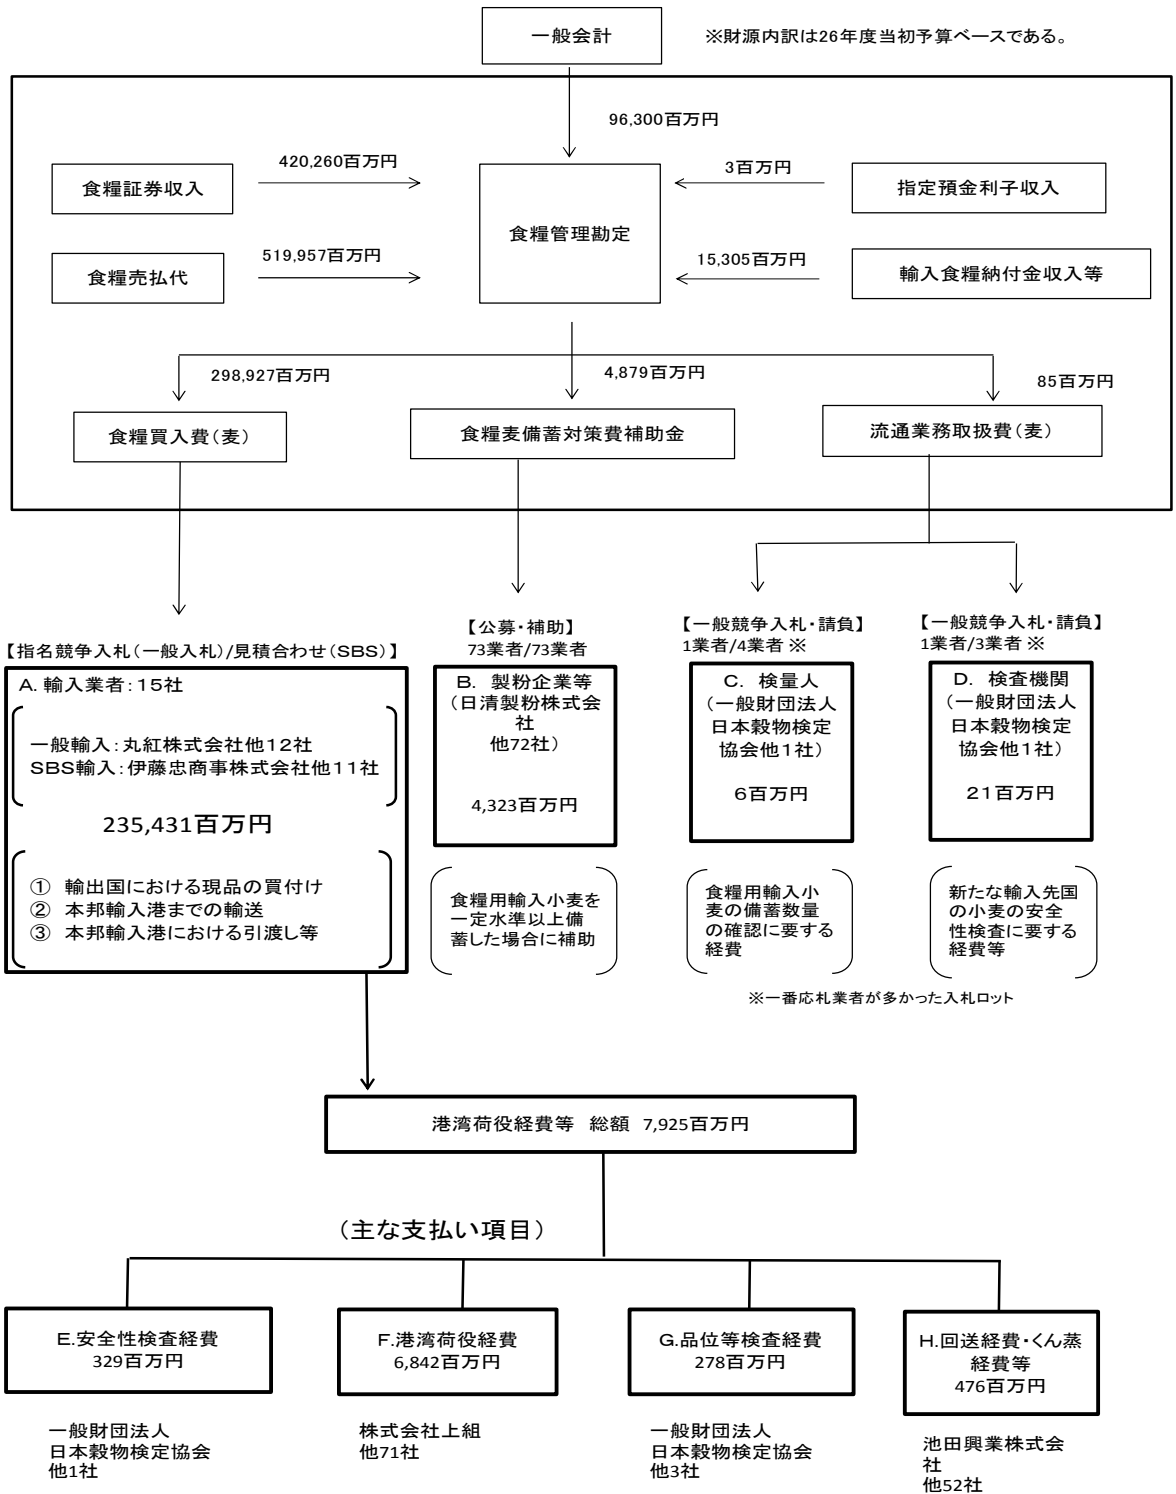 一般会計
※財源内訳は26年度当初予算ベースである。
96,300百万円
420,260百万円
3百万円
食糧証券収入
指定預金利子収入
食糧管理勘定
519,957百万円
15,305百万円
食糧売払代
輸入食糧納付金収入等
298,927百万円
4,879百万円
85百万円
食糧買入費(麦)
食糧麦備蓄対策費補助金
流通業務取扱費(麦)
【指名競争入札(一般入札)/見積合わせ(SBS)】
A.輸入業者:15社
一般輸入:丸紅株式会社他12社
SBS輸入:伊藤忠商事株式会社他11社
235,431百万円
① 輸出国における現品の買付け
② 本邦輸入港までの輸送
③ 本邦輸入港における引渡し等
【公募・補助】
73業者/73業者
B. 製粉企業等
(日清製粉株式会
社
他72社)
4,323百万円
食糧用輸入小麦を
一定水準以上備
蓄した場合に補助
【一般競争入札・請負】
1業者/4業者 ※
C. 検量人
(一般財団法人
日本穀物検定
協会他1社)
6百万円
食糧用輸入小
麦の備蓄数量
の確認に要する
経費
【一般競争入札・請負】
1業者/3業者 ※
D. 検査機関
(一般財団法人
日本穀物検定
協会他1社)
21百万円
新たな輸入先国
の小麦の安全
性検査に要する
経費等
※一番応札業者が多かった入札ロット
港湾荷役経費等 総額 7,925百万円
(主な支払い項目)
E.安全性検査経費
329百万円
一般財団法人
日本穀物検定協会
他1社
F.港湾荷役経費
6,842百万円
株式会社上組
他71社
G.品位等検査経費
278百万円
一般財団法人
日本穀物検定協会
他3社
H.回送経費・くん蒸
経費等
476百万円
池田興業株式会
社
他52社